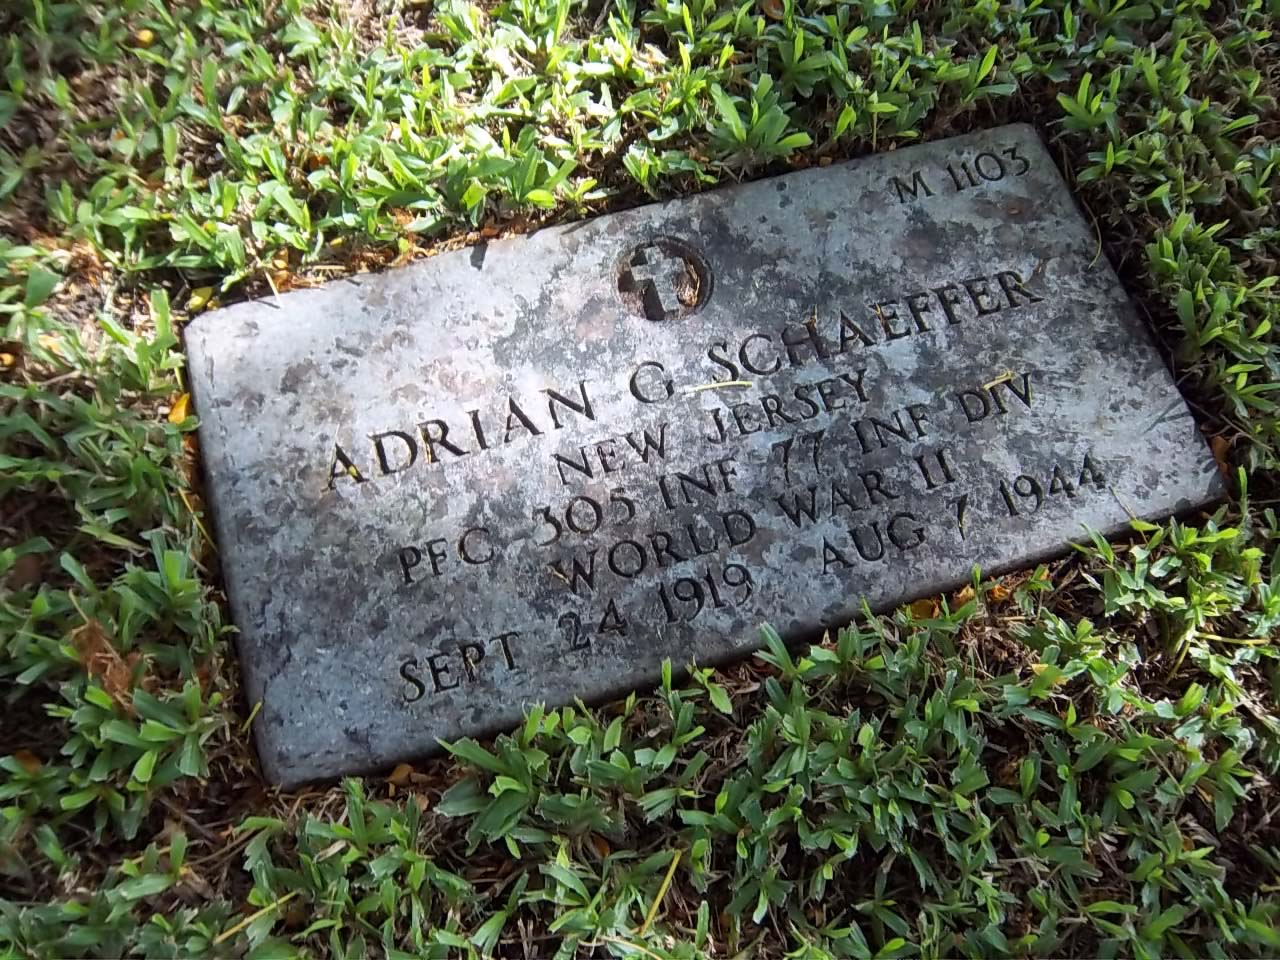 M 1103
ADRIAN G SCHAEFFER
NEW JERSEY
PFC 305 INF 77 INF DIV
WORLD WAR II
SEPT 24 1919 AUG 7 1944